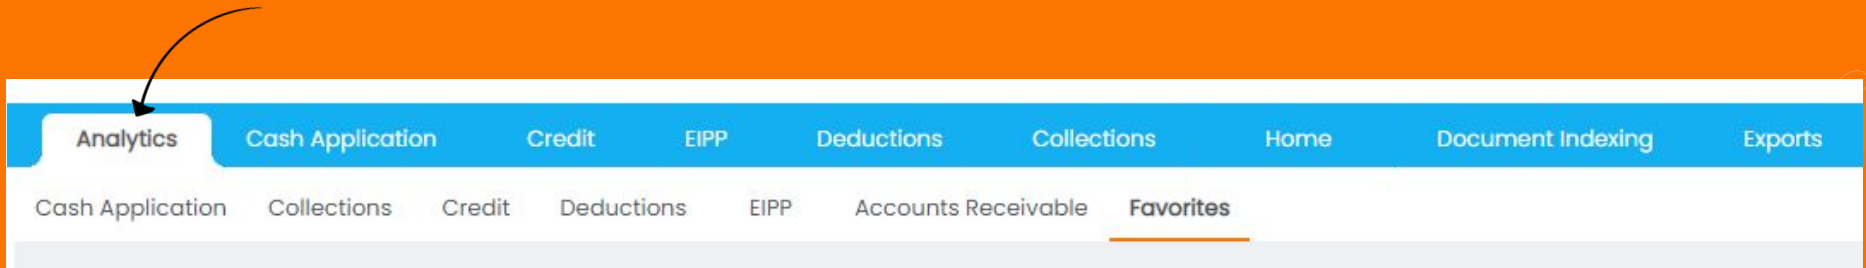 Analytics Cash Application Credit EIPP Deductions Collections Home Document Indexing Exports
Cash Application Collections Credit Deductions EIPP Accounts Receivable Favorites